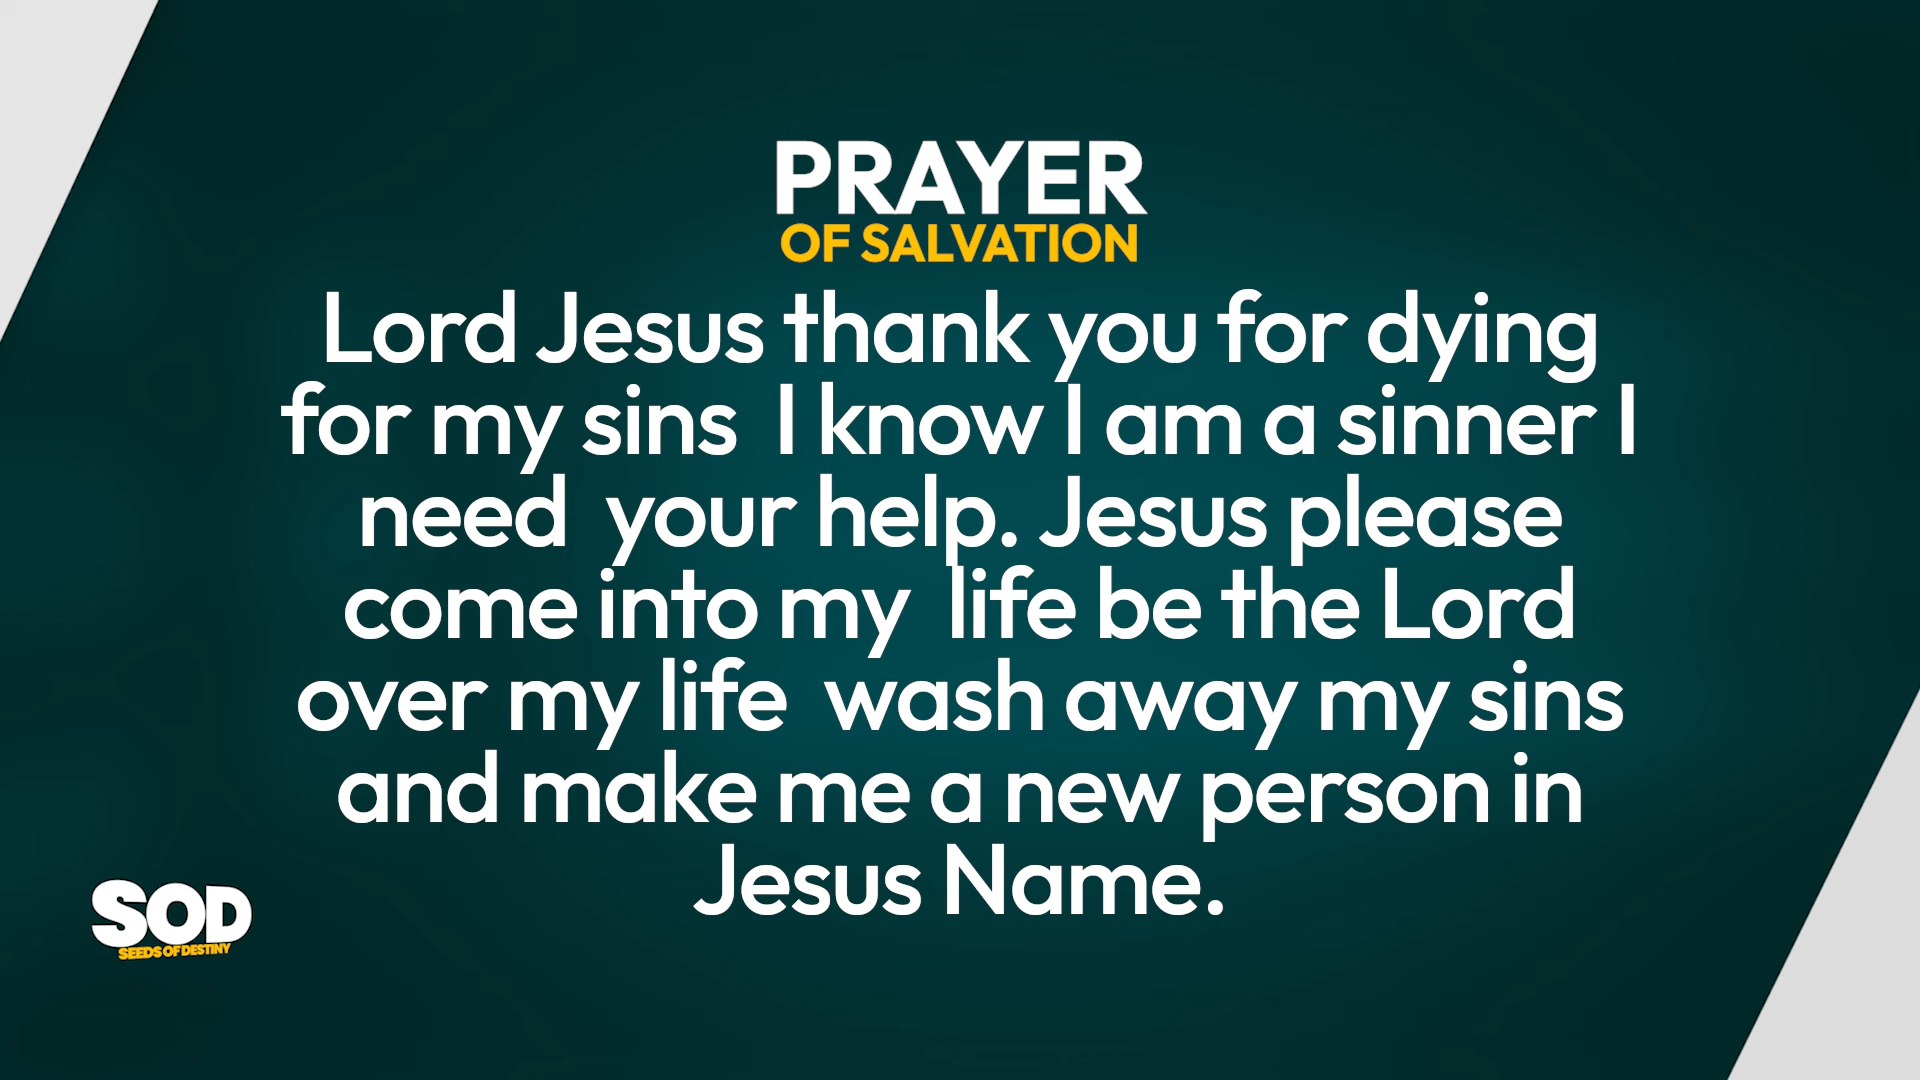 PRAYER
OF SALVATION
Lord Jesus thank you for dying
for my sins  I know I am a sinner I
need  your help. Jesus please
come into my  life be the Lord
over my life  wash away my sins
and make me a new person in
Jesus Name.
SOD
SEEDS OF DESTINY